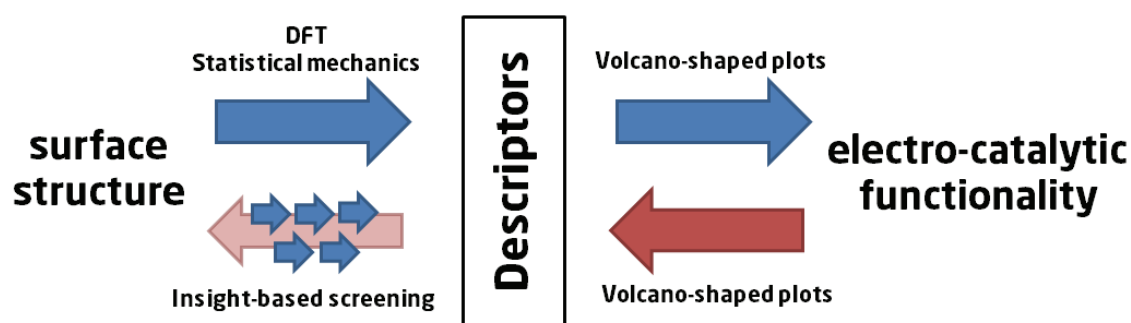 DFT
Statistical mechanics
surface
structure
Insight-based screening
Descriptors
Volcano-shaped plots
electro-catalytic
functionality
Volcano-shaped plots